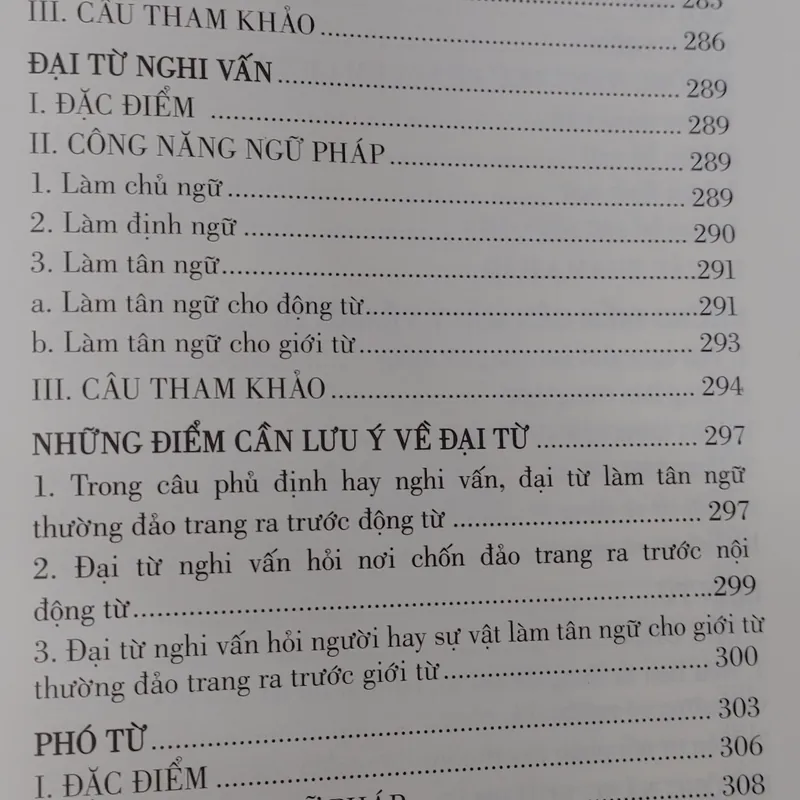 285
III. CÂU THAM KHẢO 286
ĐẠI TỪ NGHI VẤN 289
I. ĐẶC ĐIỂM 289
II. CÔNG NĂNG NGỮ PHÁP 289
1. Làm chủ ngữ 289
2. Làm định ngữ 290
3. Làm tân ngữ 291
a. Làm tân ngữ cho động từ 291
b. Làm tân ngữ cho giới từ 293
III. CÂU THAM KHẢO 294
NHỮNG ĐIỂM CẦN LƯU Ý VỀ ĐẠI TỪ 297
1. Trong câu phủ định hay nghi vấn, đại từ làm tân ngữ
thường đảo trang ra trước động từ 297
2. Đại từ nghi vấn hỏi nơi chốn đảo trang ra trước nội
động từ 299
3. Đại từ nghi vấn hỏi người hay sự vật làm tân ngữ cho giới từ
thường đảo trang ra trước giới từ 300
PHÓ TỪ 303
I. ĐẶC ĐIỂM 306
PHÁP 308